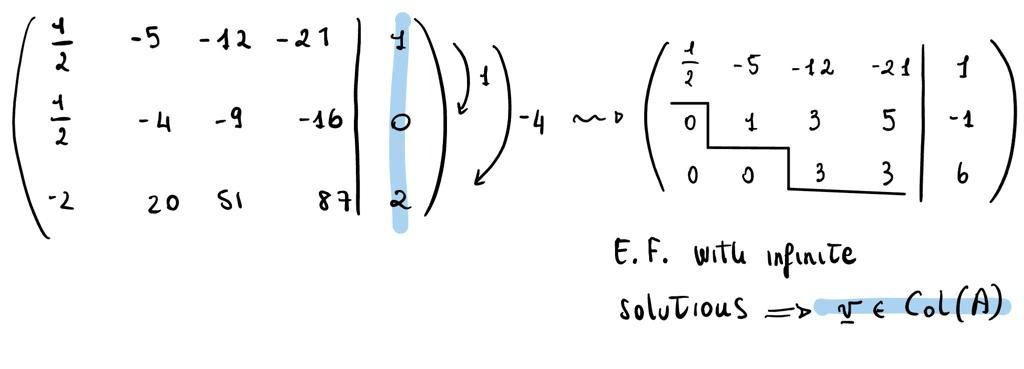 1/2 -5 -12 -21 | 1
1/2 -4 -9 -16 | 0
-2 20 51 87 | 2
1
-4
1/2 -5 -12 -21 | 1
0 1 3 5 | -1
0 0 3 3 | 6
E.F. with infinite
solutions => v ∈ Col(A)